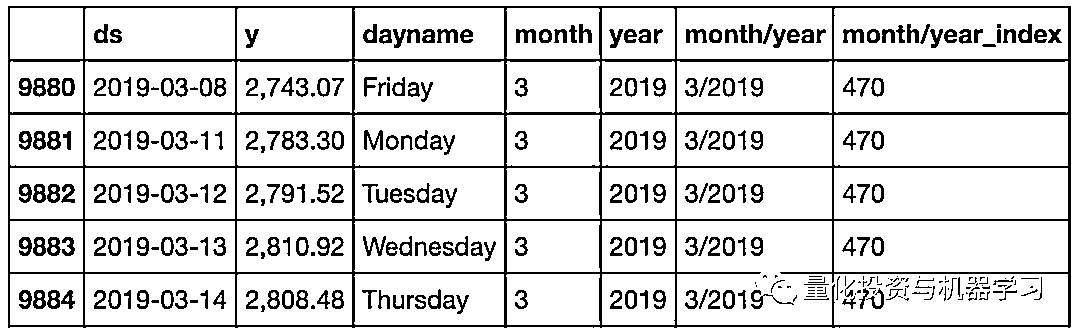 ds y dayname month year month/year month/year_index
9880 2019-03-08 2,743.07 Friday 3 2019 3/2019 470
9881 2019-03-11 2,783.30 Monday 3 2019 3/2019 470
9882 2019-03-12 2,791.52 Tuesday 3 2019 3/2019 470
9883 2019-03-13 2,810.92 Wednesday 3 2019 3/2019 470
9884 2019-03-14 2,808.48 Thursday 3 2019 3/2019 470
量化投资与机器学习